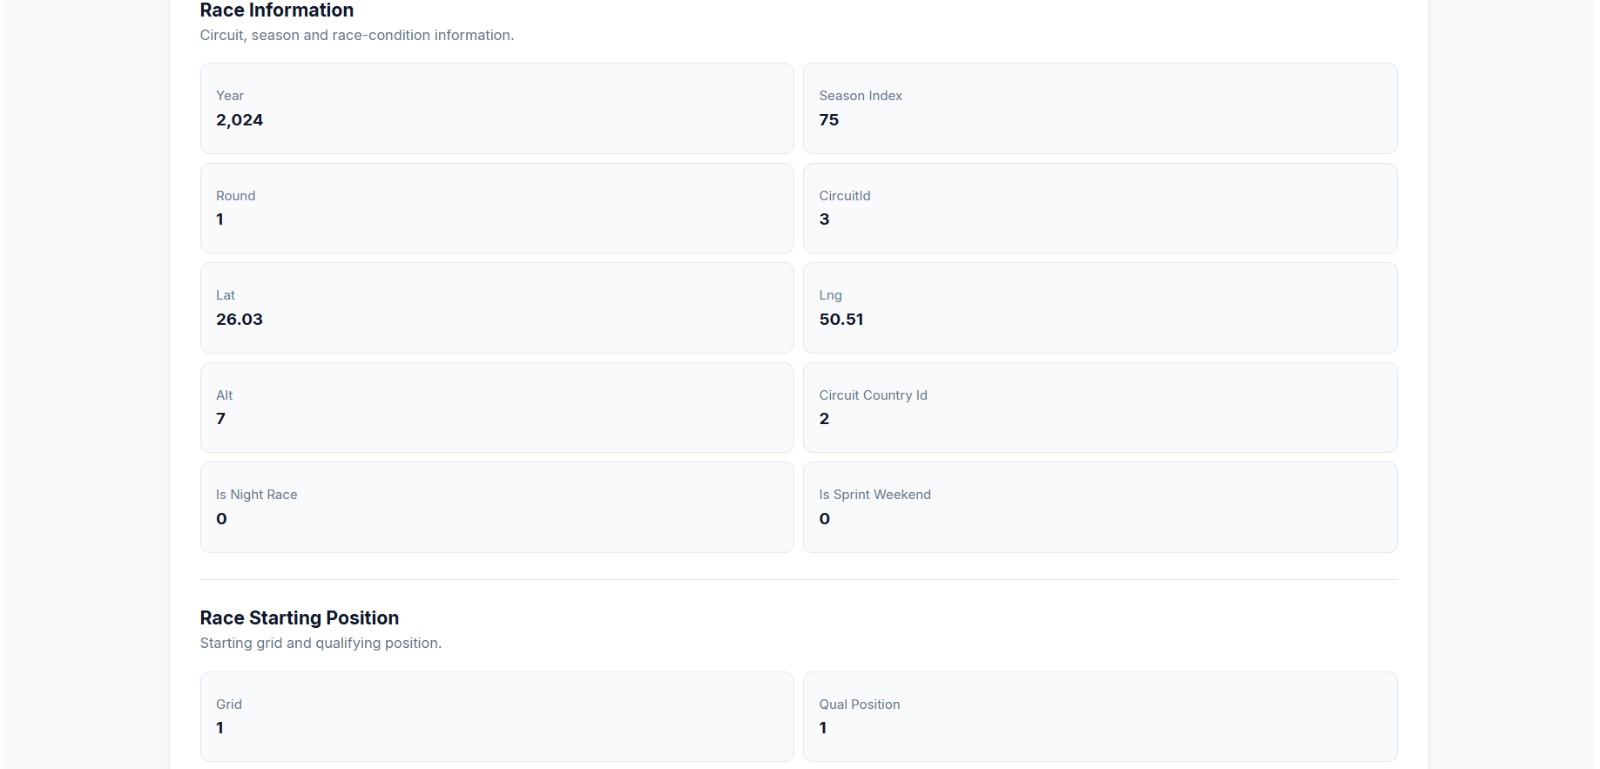 Race Information
Circuit, season and race-condition information.
Year
2,024
Season Index
75
Round
1
CircuitId
3
Lat
26.03
Lng
50.51
Alt
7
Circuit Country Id
2
Is Night Race
0
Is Sprint Weekend
0
Race Starting Position
Starting grid and qualifying position.
Grid
1
Qual Position
1